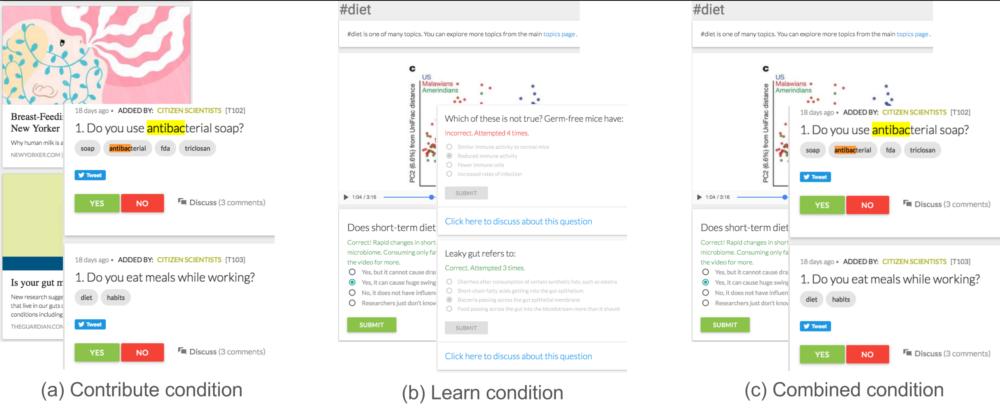 Breast-Feedi
New Yorker
Why human milk is a
NEWYORKER.COM |
Is your gut m
New research sugge
that live in our guts
conditions including
THEGUARDIAN.COM
18 days ago • ADDED BY: CITIZEN SCIENTISTS [T102]
1. Do you use antibacterial soap?
soap antibacterial fda triclosan
Tweet
YES NO Discuss (3 comments)
18 days ago • ADDED BY: CITIZEN SCIENTISTS [T103]
1. Do you eat meals while working?
diet habits
Tweet
YES NO Discuss (3 comments)
(a) Contribute condition
#diet
#diet is one of many topics. You can explore more topics from the main topics page .
c
US
Malawians
Amerindians
PC2 (6.6%) from UniFrac distance
1:04 / 3:16
Does short-term diet
Correct! Rapid changes in short
microbiome. Consuming only fa
the video for more.
Yes, but it cannot cause dras
Yes, it can cause huge swing
No, it does not have influen
Researchers just don't know
SUBMIT
Which of these is not true? Germ-free mice have:
Incorrect. Attempted 4 times.
Similar immune activity to normal mice
Reduced immune activity
Fewer immune cells
Increased rates of infection
SUBMIT
Click here to discuss about this question
Leaky gut refers to:
Correct. Attempted 3 times.
Diarrhea after consumption of certain synthetic fats, such as olestra
Short-chain fatty acids getting into the gut epithelium
Bacteria passing across the gut epithelial membrane
Food passing across the gut into the bloodstream more than it should
SUBMIT
Click here to discuss about this question
(b) Learn condition
#diet
#diet is one of many topics. You can explore more topics from the main topics page .
c
US
Malawians
Amerindians
PC2 (6.6%) from UniFrac distance
1:04 / 3:16
Does short-term diet
Correct! Rapid changes in short
microbiome. Consuming only fa
the video for more.
Yes, but it cannot cause dra
Yes, it can cause huge swing
No, it does not have influen
Researchers just don't know
SUBMIT
18 days ago • ADDED BY: CITIZEN SCIENTISTS [T102]
1. Do you use antibacterial soap?
soap antibacterial fda triclosan
Tweet
YES NO Discuss (3 comments)
18 days ago • ADDED BY: CITIZEN SCIENTISTS [T103]
1. Do you eat meals while working?
diet habits
Tweet
YES NO Discuss (3 comments)
(c) Combined condition